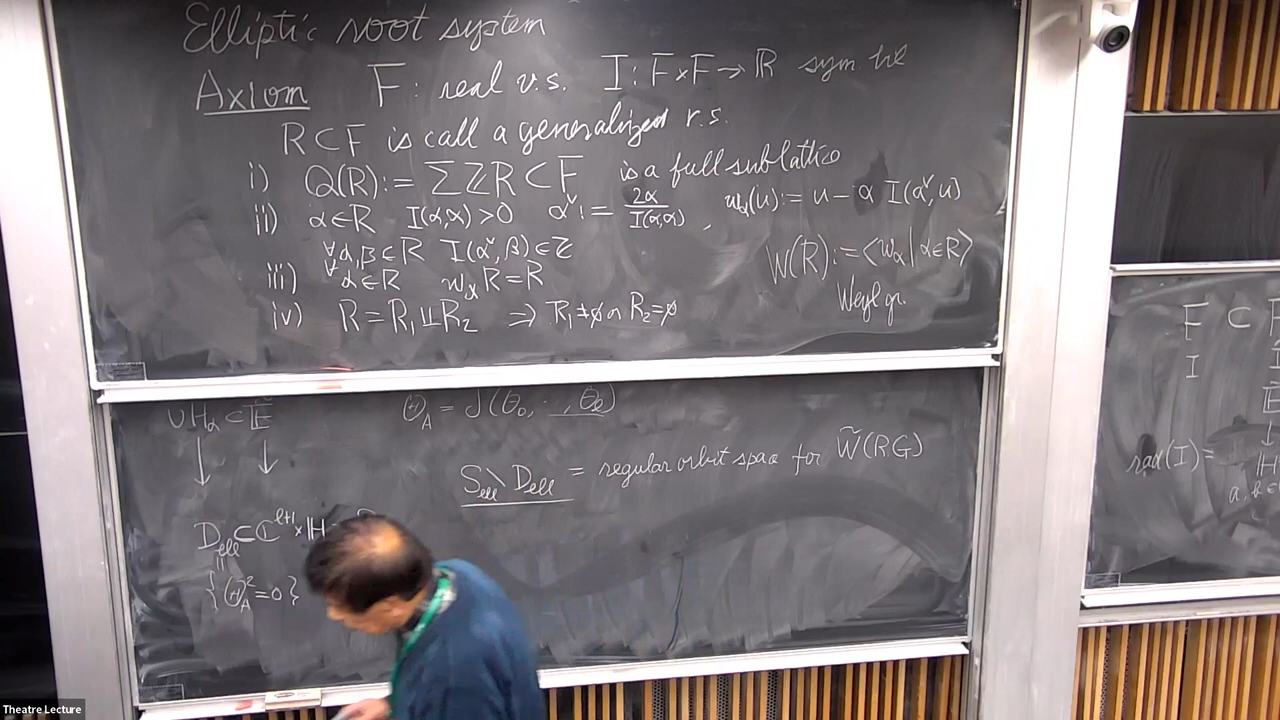 Elliptic root system
Axiom F : real v.s. I : F×F → ℝ sym
R ⊂ F is call a generalized r.s.
i) Q(R) := ΣℤR ⊂ F is a full sublattice
ii) α∈R I(α,α)>0 α^∨ := 2α/I(α,α) , w_α(u) := u − α I(α^∨,u)
∀α,β∈R I(α^∨,β)∈ℤ
iii) ∀α∈R w_α R = R
W(R) := <w_α | α∈R>
Weyl gr.
iv) R = R₁ ⨿ R₂ ⇒ R₁ ≠ ∅ or R₂ = ∅
∪H_α ⊂ Ẽ
Θ_A = J(Θ₀, ··· , Θ_ℓ)
S_ell \ D_ell = regular orbit space for W̃(R,G)
D_ell ⊂ ℂ^{ℓ+1} × ℍ
{Θ_A² = 0}
F ⊂ F
I
rad(I) =
a, b ∈
Theatre Lecture